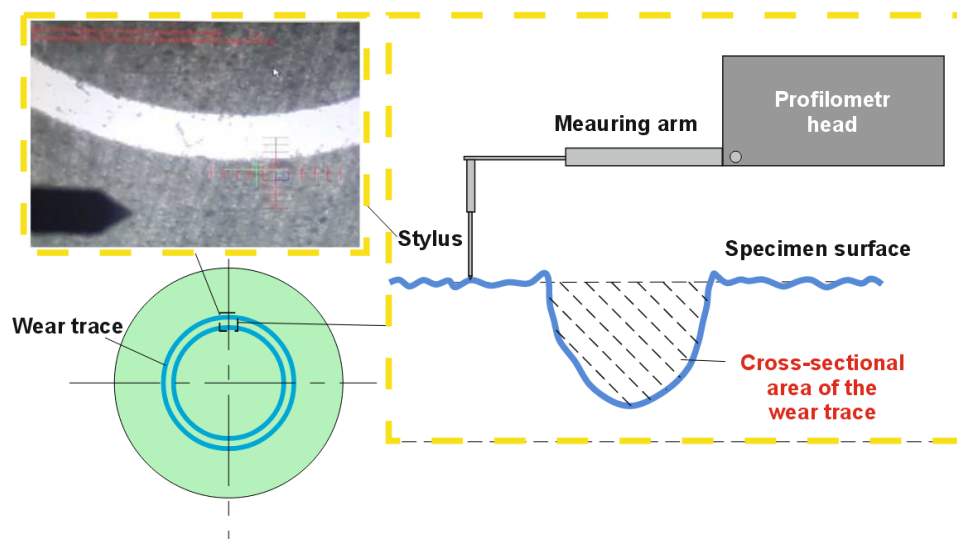 Profilometr
head
Meauring arm
Stylus
Specimen surface
Wear trace
Cross-sectional
area of the
wear trace